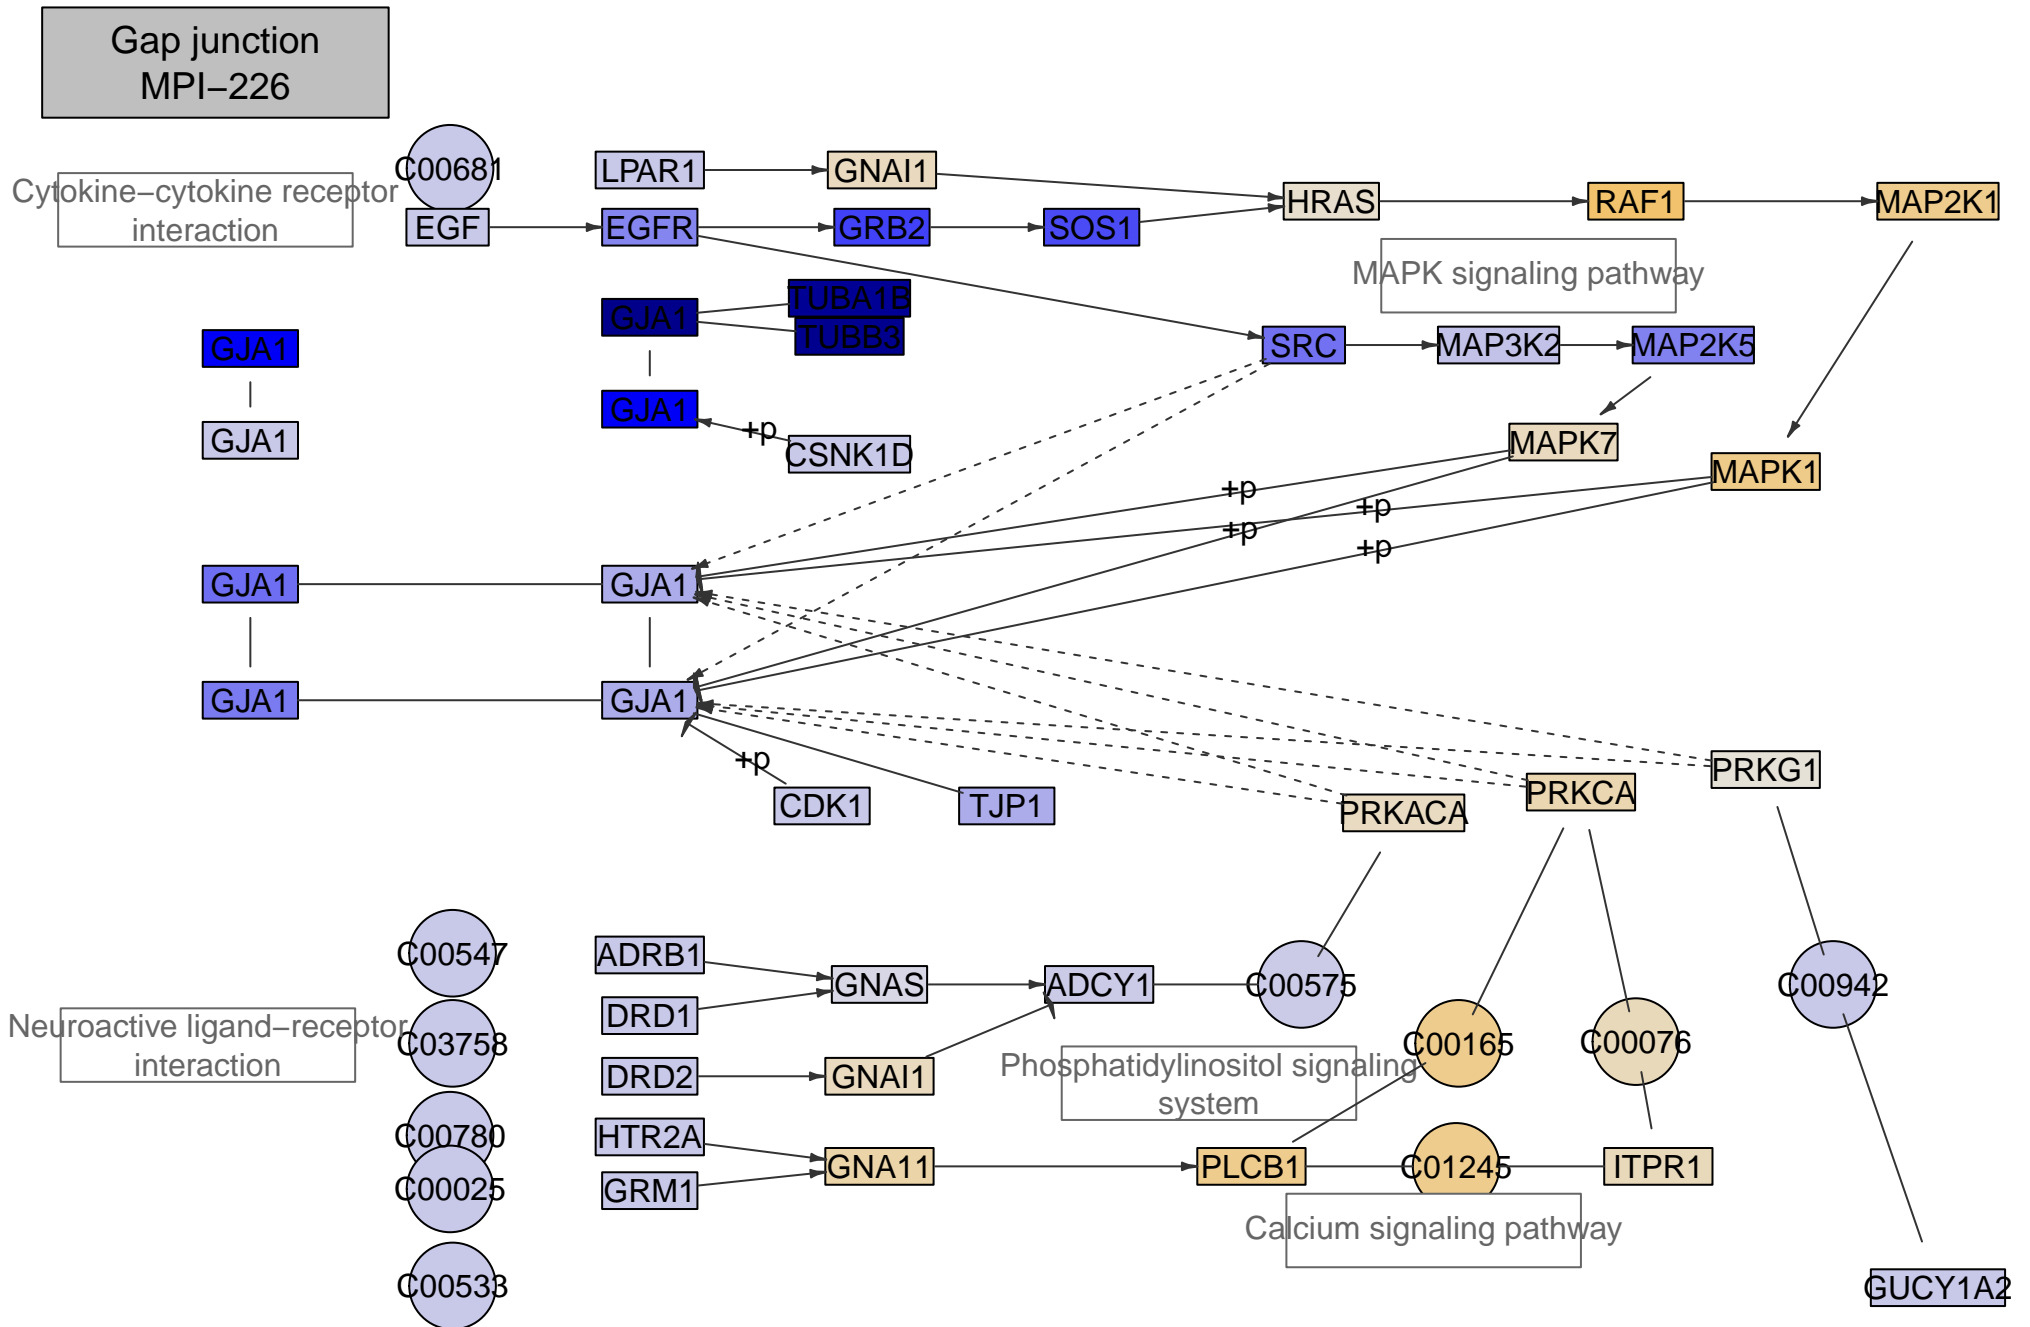 Gap junction
MPI−226
C00681
LPAR1
GNAI1
HRAS
RAF1
MAP2K1
Cytokine−cytokine receptor
interaction
EGF
EGFR
GRB2
SOS1
MAPK signaling pathway
TUBA1B
GJA1
TUBB3
GJA1
SRC
MAP3K2
MAP2K5
GJA1
+p
GJA1
CSNK1D
MAPK7
MAPK1
+p
+p
+p
+p
GJA1
GJA1
GJA1
GJA1
+p
CDK1
TJP1
PRKACA
PRKCA
PRKG1
C00547
ADRB1
GNAS
ADCY1
C00575
C00942
DRD1
Neuroactive ligand−receptor
interaction
C03758
C00165
C00076
DRD2
GNAI1
Phosphatidylinositol signaling
system
C00780
HTR2A
GNA11
PLCB1
C01245
ITPR1
C00025
GRM1
Calcium signaling pathway
C00533
GUCY1A2